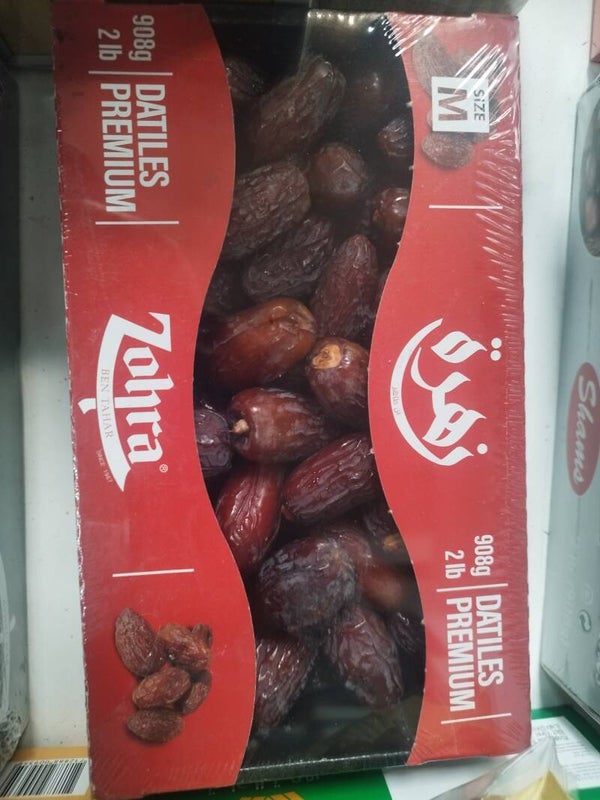 908g
2 lb
DATILES
PREMIUM
SIZE
M
Zohra®
BEN TAHAR
زهرة
908g
2 lb
DATILES
PREMIUM
Shams